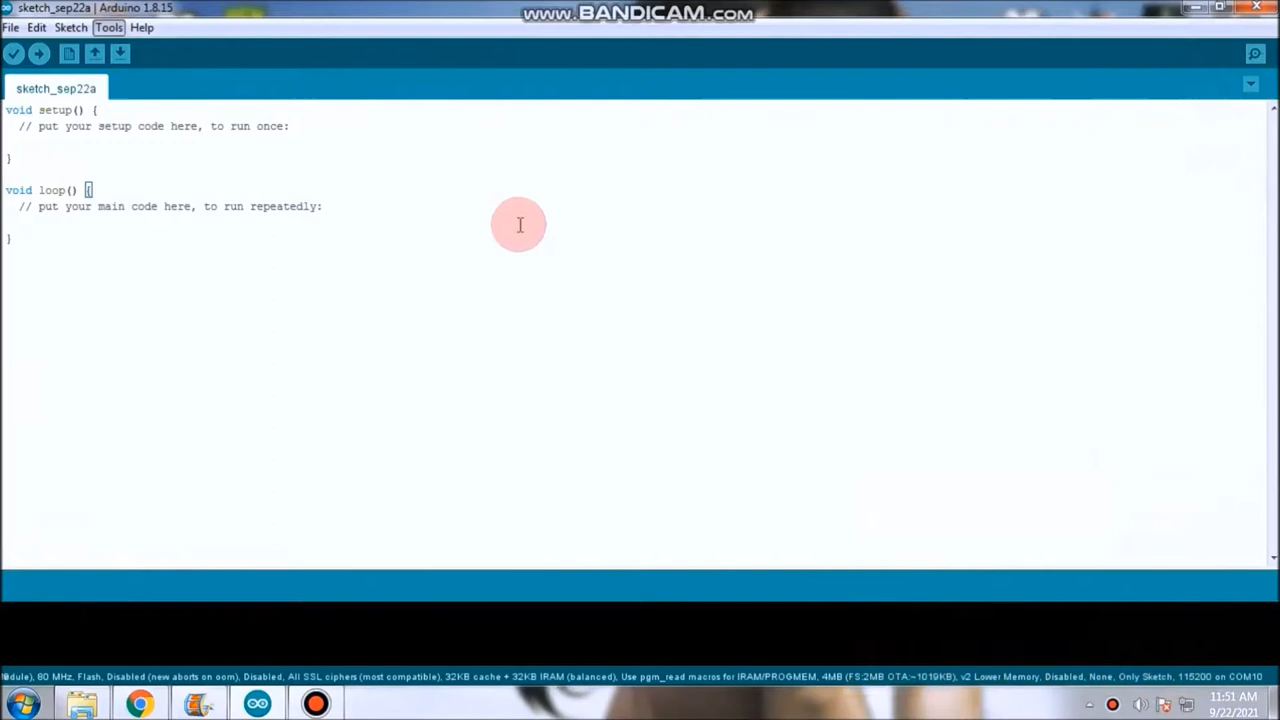 sketch_sep22a | Arduino 1.8.15
www.BANDICAM.com
File Edit Sketch Tools Help
sketch_sep22a
void setup() {
// put your setup code here, to run once:
}
void loop() {
// put your main code here, to run repeatedly:
}
80 MHz, Flash, Disabled (new aborts on oom), Disabled, All SSL ciphers (most compatible), 32KB cache + 32KB IRAM (balanced), Use pgm_read macros for IRAM/PROGMEM, 4MB (FS:2MB OTA:~1019KB), v2 Lower Memory, Disabled, None, Only Sketch, 115200 on COM10
11:51 AM
9/22/2021